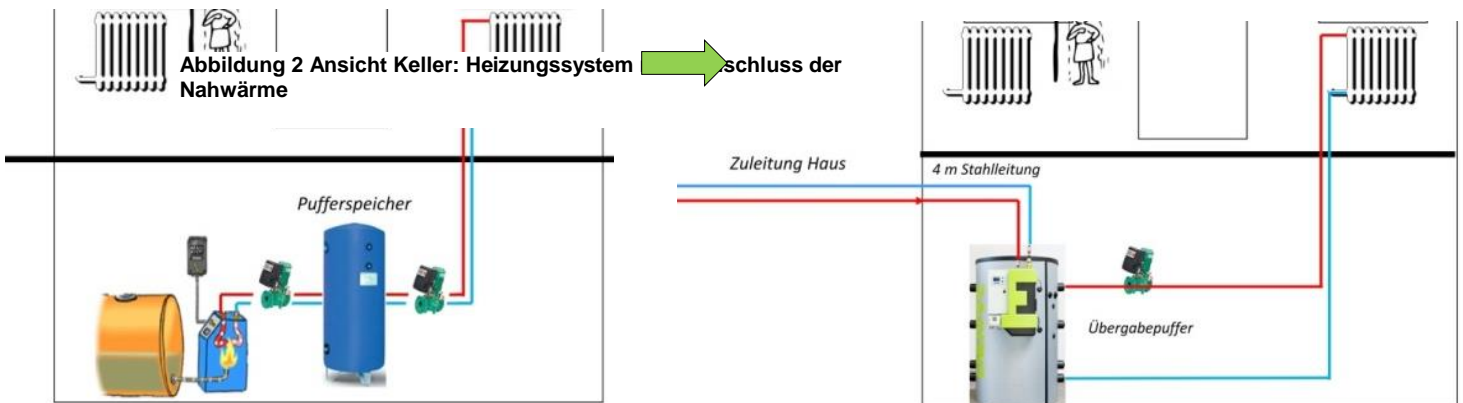 Abbildung 2 Ansicht Keller: Heizungssystem schluss der
Nahwärme
Pufferspeicher
Zuleitung Haus
4 m Stahlleitung
Übergabepuffer